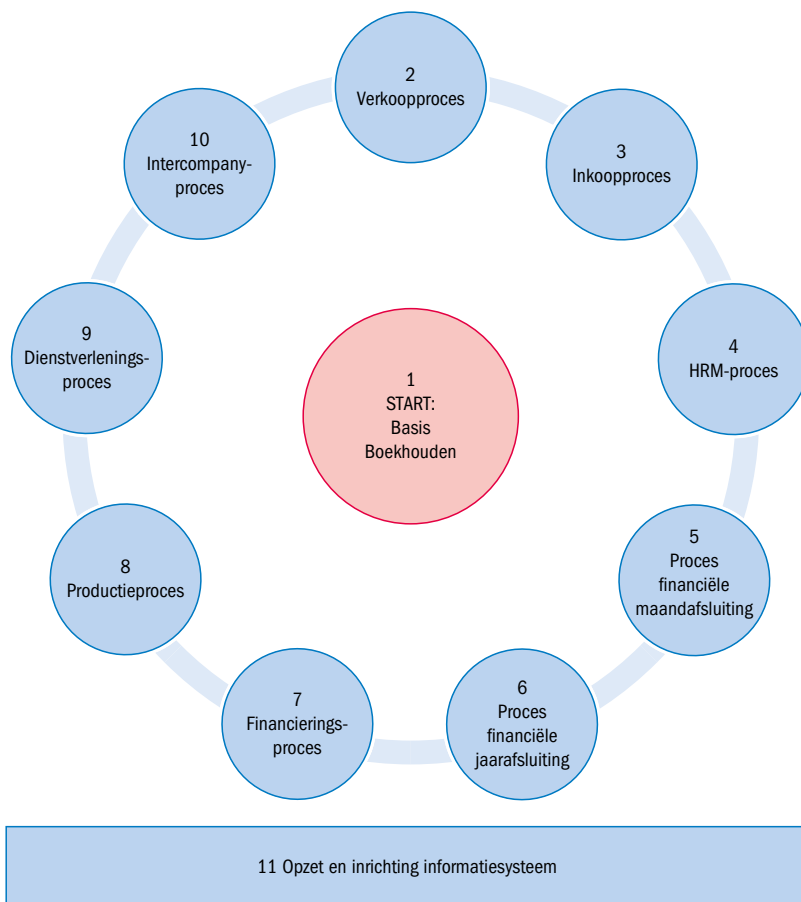 1
START:
Basis
Boekhouden
2
Verkoopproces
3
Inkoopproces
4
HRM-proces
5
Proces
financiële
maandafsluiting
6
Proces
financiële
jaarafsluiting
7
Financierings-
proces
8
Productieproces
9
Dienstverlenings-
proces
10
Intercompany-
proces
11 Opzet en inrichting informatiesysteem